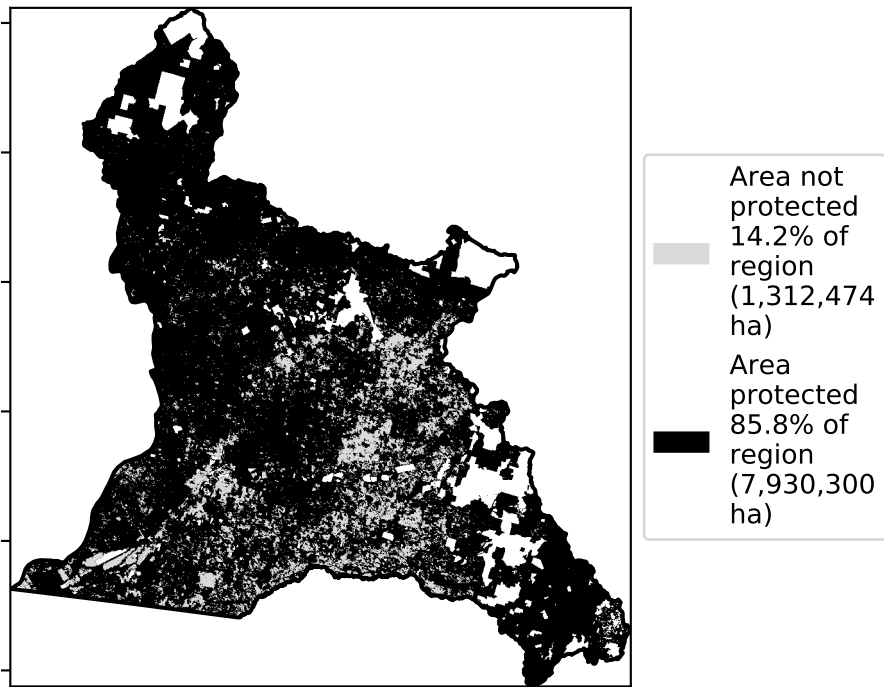 Area not
protected
14.2% of
region
(1,312,474
ha)
Area
protected
85.8% of
region
(7,930,300
ha)